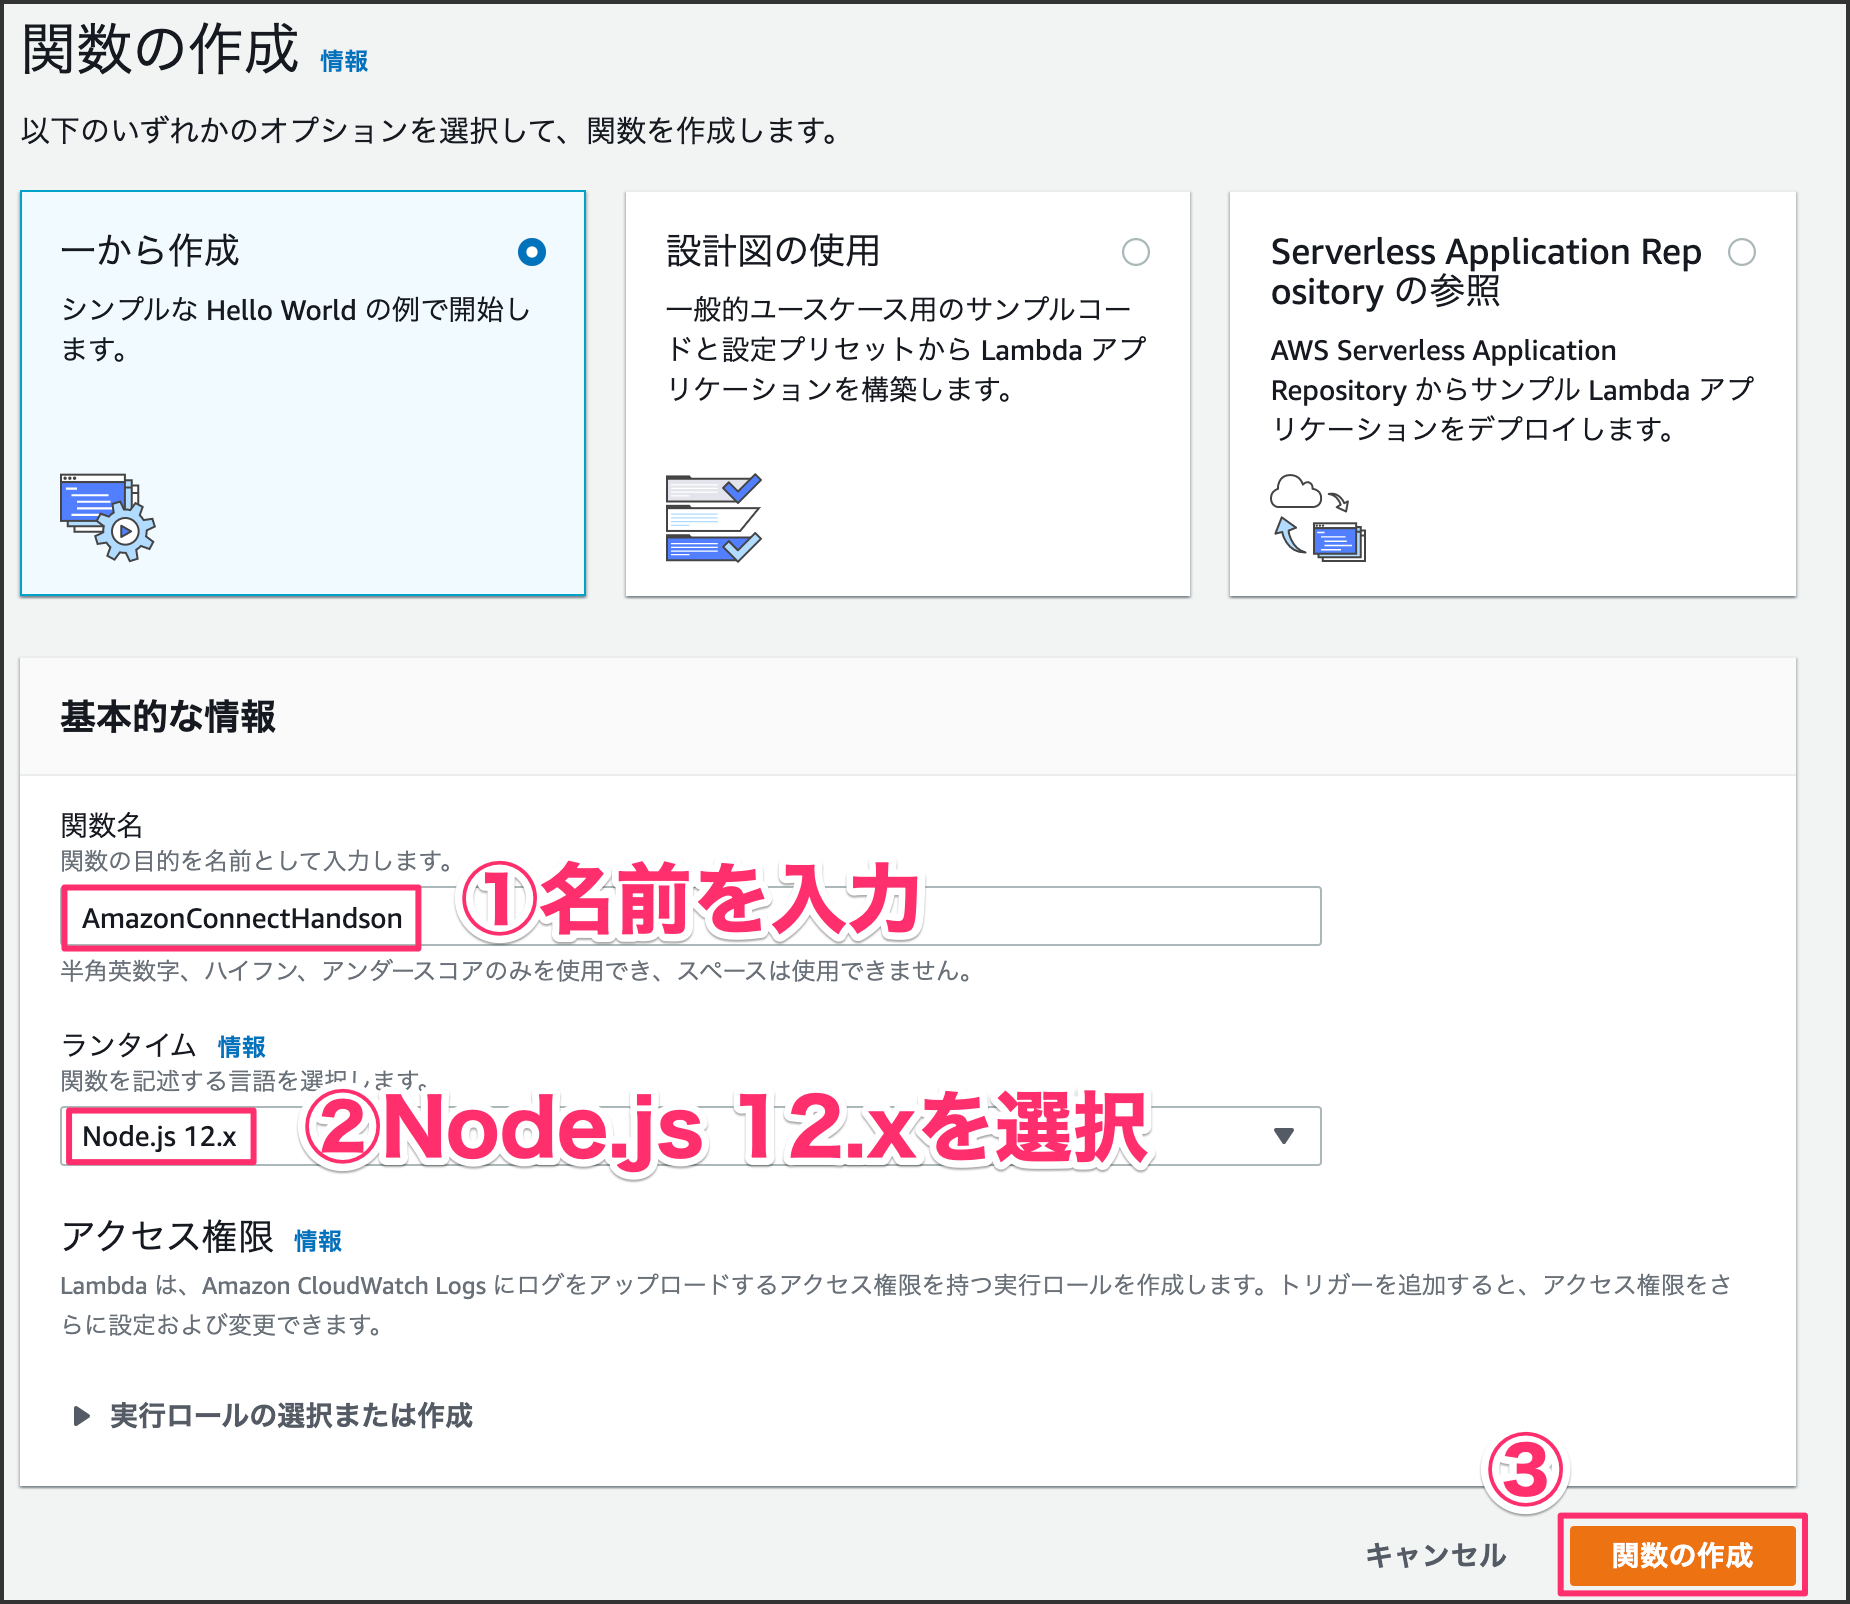 関数の作成 情報
以下のいずれかのオプションを選択して、関数を作成します。
一から作成
シンプルな Hello World の例で開始し
ます。
設計図の使用
一般的ユースケース用のサンプルコー
ドと設定プリセットから Lambda アプ
リケーションを構築します。
Serverless Application Rep
ository の参照
AWS Serverless Application
Repository からサンプル Lambda アプ
リケーションをデプロイします。
基本的な情報
関数名
関数の目的を名前として入力します。
AmazonConnectHandson
①名前を入力
半角英数字、ハイフン、アンダースコアのみを使用でき、スペースは使用できません。
ランタイム 情報
関数を記述する言語を選択します。
Node.js 12.x
②Node.js 12.xを選択
アクセス権限 情報
Lambda は、Amazon CloudWatch Logs にログをアップロードするアクセス権限を持つ実行ロールを作成します。トリガーを追加すると、アクセス権限をさ
らに設定および変更できます。
実行ロールの選択または作成
③
キャンセル
関数の作成